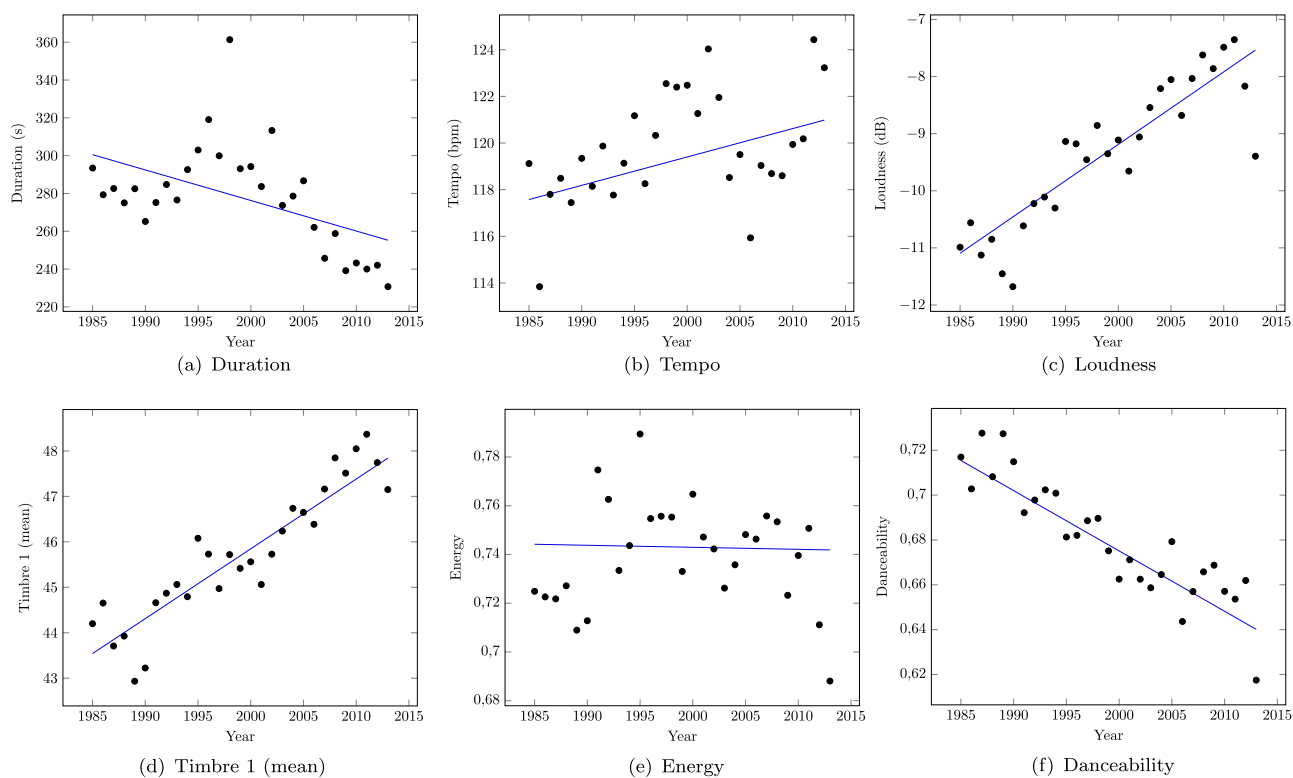 360
340
320
300
280
260
240
220
Duration (s)
1985 1990 1995 2000 2005 2010 2015
Year
(a) Duration
124
122
120
118
116
114
Tempo (bpm)
1985 1990 1995 2000 2005 2010 2015
Year
(b) Tempo
−7
−8
−9
−10
−11
−12
Loudness (dB)
1985 1990 1995 2000 2005 2010 2015
Year
(c) Loudness
48
47
46
45
44
43
Timbre 1 (mean)
1985 1990 1995 2000 2005 2010 2015
Year
(d) Timbre 1 (mean)
0,78
0,76
0,74
0,72
0,7
0,68
Energy
1985 1990 1995 2000 2005 2010 2015
Year
(e) Energy
0,72
0,7
0,68
0,66
0,64
0,62
Danceability
1985 1990 1995 2000 2005 2010 2015
Year
(f) Danceability